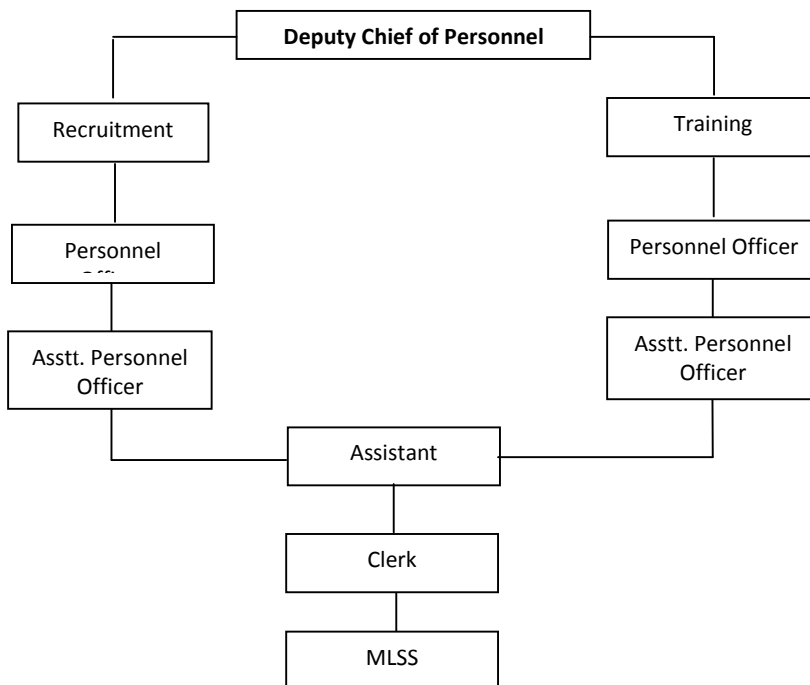 Deputy Chief of Personnel
Recruitment
Training
Personnel
Personnel Officer
Asstt. Personnel
Officer
Asstt. Personnel
Officer
Assistant
Clerk
MLSS